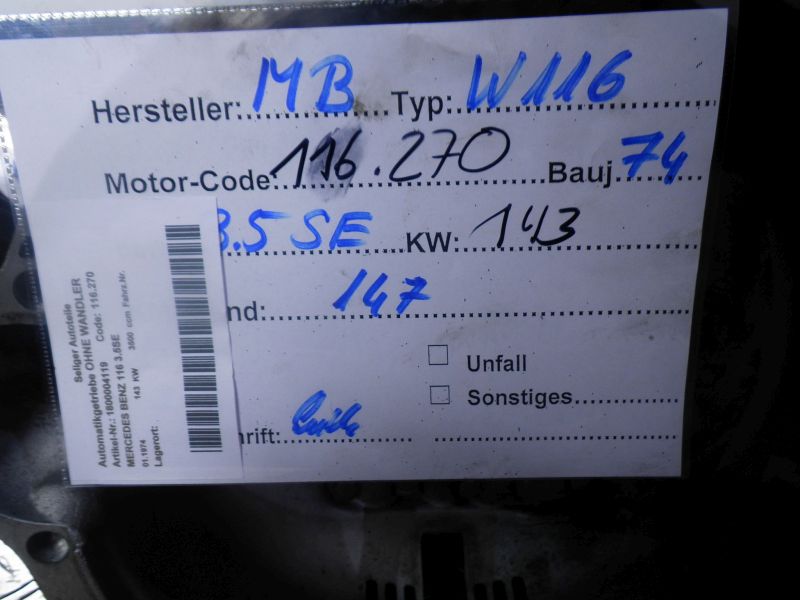 Hersteller: MB Typ: W116
Motor-Code: 116.270 Bauj. 74
3.5 SE KW: 143
nd: 147
Unfall
Sonstiges
hrift:
Seliger Autoteile
Automatikgetriebe OHNE WANDLER
Artikel-Nr.: 1800004119 Code: 116.270
MERCEDES BENZ 116 3,5SE
01.1974 143 KW 3500 ccm Fahrz.Nr.
Lagerort: